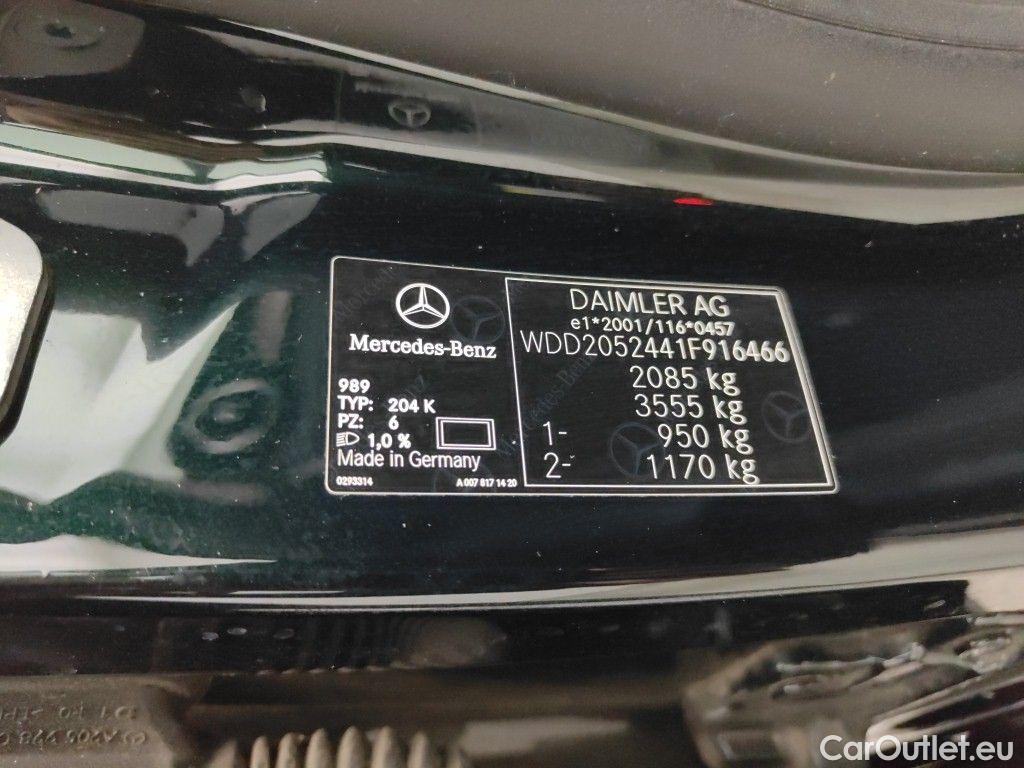 Mercedes-Benz
989
TYP: 204 K
PZ: 6
1,0 %
Made in Germany
0293314 A 007 817 14 20
DAIMLER AG
e1*2001/116*0457
WDD2052441F916466
2085 kg
3555 kg
1- 950 kg
2- 1170 kg
CarOutlet.eu